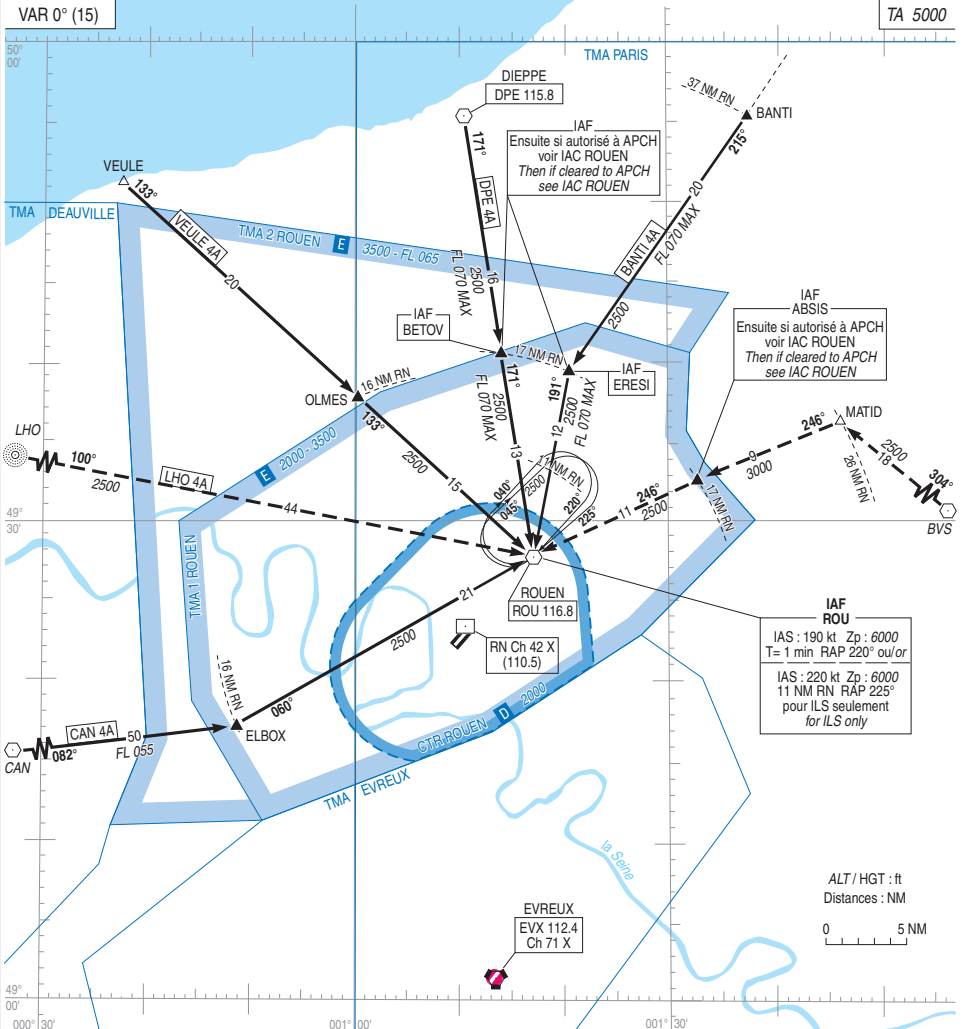 VAR 0° (15)
TA 5000
50°
00'
TMA PARIS
DIEPPE
DPE 115.8
37 NM RN
BANTI
215°
IAF
Ensuite si autorisé à APCH
voir IAC ROUEN
Then if cleared to APCH
see IAC ROUEN
171°
DPE 4A
16
2500
FL 070 MAX
20
BANTI 4A
FL 070 MAX
2500
VEULE
133°
TMA DEAUVILLE
VEULE 4A
20
TMA 2 ROUEN E 3500 - FL 065
IAF
BETOV
17 NM RN
171°
2500
FL 070 MAX
13
IAF
ERESI
191°
2500
FL 070 MAX
12
IAF
ABSIS
Ensuite si autorisé à APCH
voir IAC ROUEN
Then if cleared to APCH
see IAC ROUEN
16 NM RN
OLMES
133°
2500
15
MATID
246°
9
3000
26 NM RN
2500
18
304°
BVS
17 NM RN
LHO
100°
2500
LHO 4A
44
E 2000 - 3500
11 NM RN
2500
040°
045°
220°
225°
246°
11
2500
49°
30'
TMA 1 ROUEN
ROUEN
ROU 116.8
21
2500
RN Ch 42 X
(110.5)
IAF
ROU
IAS : 190 kt Zp : 6000
T= 1 min RAP 220° ou/or
IAS : 220 kt Zp : 6000
11 NM RN RAP 225°
pour ILS seulement
for ILS only
16 NM RN
060°
ELBOX
CAN 4A
50
FL 055
082°
CAN
CTR ROUEN D 2000
TMA EVREUX
la Seine
ALT / HGT : ft
Distances : NM
0 5 NM
EVREUX
EVX 112.4
Ch 71 X
49°
00'
000° 30'
001° 00'
001° 30'